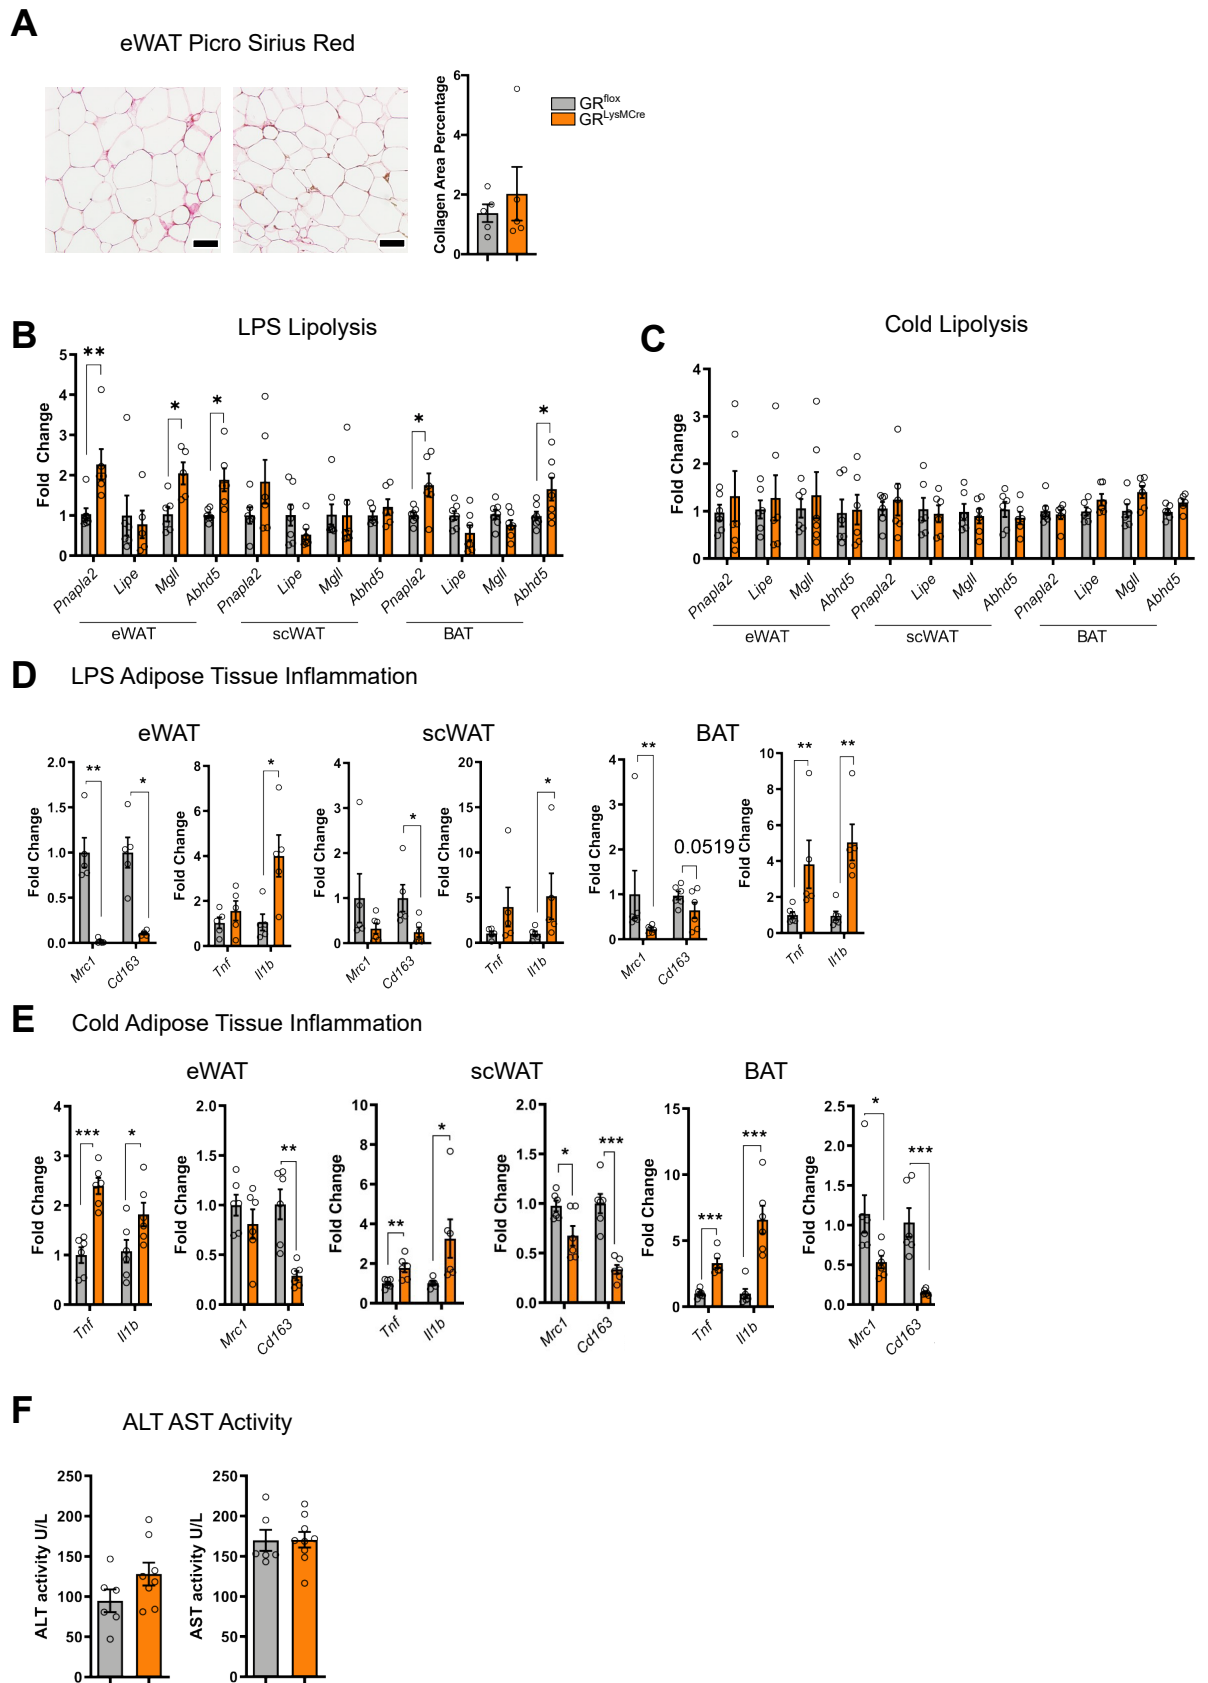 A
eWAT Picro Sirius Red
Collagen Area Percentage
6
4
2
0
GRflox
GRLysMCre
B
LPS Lipolysis
Fold Change
5
4
3
2
1
0
** * * * *
Pnapla2 Lipe Mgll Abhd5 Pnapla2 Lipe Mgll Abhd5 Pnapla2 Lipe Mgll Abhd5
eWAT scWAT BAT
C
Cold Lipolysis
Fold Change
4
3
2
1
0
Pnapla2 Lipe Mgll Abhd5 Pnapla2 Lipe Mgll Abhd5 Pnapla2 Lipe Mgll Abhd5
eWAT scWAT BAT
D
LPS Adipose Tissue Inflammation
eWAT
Fold Change
2.0
1.5
1.0
0.5
0.0
** *
Mrc1 Cd163
Fold Change
8
6
4
2
0
*
Tnf Il1b
scWAT
Fold Change
4
3
2
1
0
*
Mrc1 Cd163
Fold Change
20
15
10
5
0
*
Tnf Il1b
BAT
Fold Change
4
3
2
1
0
** 0.0519
Mrc1 Cd163
Fold Change
10
8
6
4
2
0
** **
Tnf Il1b
E
Cold Adipose Tissue Inflammation
eWAT
Fold Change
4
3
2
1
0
*** *
Tnf Il1b
Fold Change
2.0
1.5
1.0
0.5
0.0
**
Mrc1 Cd163
scWAT
Fold Change
10
8
6
4
2
0
** *
Tnf Il1b
Fold Change
2.0
1.5
1.0
0.5
0.0
* ***
Mrc1 Cd163
BAT
Fold Change
15
10
5
0
*** ***
Tnf Il1b
Fold Change
2.5
2.0
1.5
1.0
0.5
0.0
* ***
Mrc1 Cd163
F
ALT AST Activity
ALT activity U/L
250
200
150
100
50
0
AST activity U/L
250
200
150
100
50
0